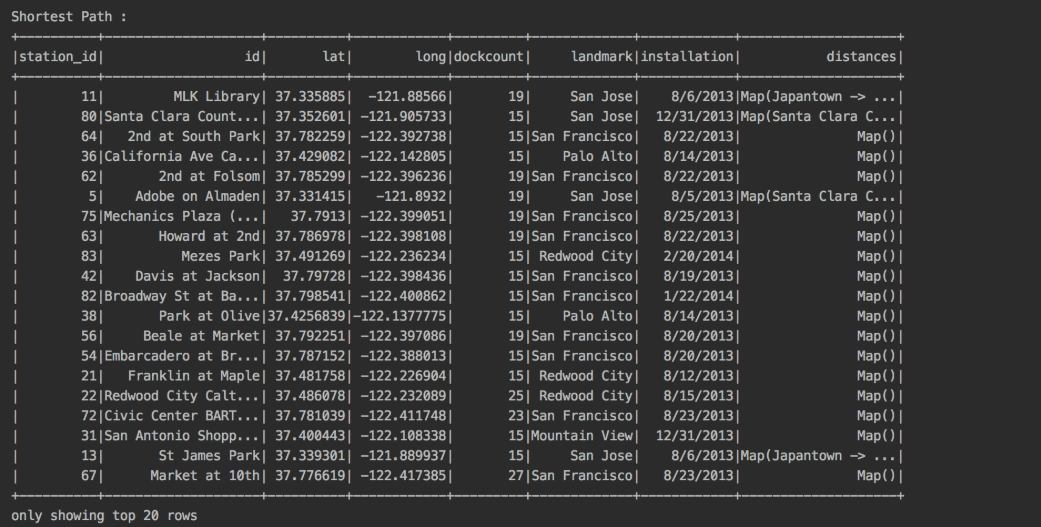 Shortest Path :
+----------+--------------------+----------+------------+---------+-------------+------------+--------------------+
|station_id|                  id|       lat|        long|dockcount|     landmark|installation|           distances|
+----------+--------------------+----------+------------+---------+-------------+------------+--------------------+
|        11|         MLK Library| 37.335885|  -121.88566|       19|     San Jose|    8/6/2013|Map(Japantown -> ...|
|        80|Santa Clara Count...| 37.352601| -121.905733|       15|     San Jose|  12/31/2013|Map(Santa Clara C...|
|        64|   2nd at South Park| 37.782259| -122.392738|       15|San Francisco|   8/22/2013|               Map()|
|        36|California Ave Ca...| 37.429082| -122.142805|       15|    Palo Alto|   8/14/2013|               Map()|
|        62|       2nd at Folsom| 37.785299| -122.396236|       19|San Francisco|   8/22/2013|               Map()|
|         5|    Adobe on Almaden| 37.331415|   -121.8932|       19|     San Jose|    8/5/2013|Map(Santa Clara C...|
|        75|Mechanics Plaza (...|   37.7913| -122.399051|       19|San Francisco|   8/25/2013|               Map()|
|        63|       Howard at 2nd| 37.786978| -122.398108|       19|San Francisco|   8/22/2013|               Map()|
|        83|          Mezes Park| 37.491269| -122.236234|       15| Redwood City|   2/20/2014|               Map()|
|        42|    Davis at Jackson|  37.79728| -122.398436|       15|San Francisco|   8/19/2013|               Map()|
|        82|Broadway St at Ba...| 37.798541| -122.400862|       15|San Francisco|   1/22/2014|               Map()|
|        38|       Park at Olive|37.4256839|-122.1377775|       15|    Palo Alto|   8/14/2013|               Map()|
|        56|     Beale at Market| 37.792251| -122.397086|       19|San Francisco|   8/20/2013|               Map()|
|        54|Embarcadero at Br...| 37.787152| -122.388013|       15|San Francisco|   8/20/2013|               Map()|
|        21|   Franklin at Maple| 37.481758| -122.226904|       15| Redwood City|   8/12/2013|               Map()|
|        22|Redwood City Calt...| 37.486078| -122.232089|       25| Redwood City|   8/15/2013|               Map()|
|        72|Civic Center BART...| 37.781039| -122.411748|       23|San Francisco|   8/23/2013|               Map()|
|        31|San Antonio Shopp...| 37.400443| -122.108338|       15|Mountain View|  12/31/2013|               Map()|
|        13|       St James Park| 37.339301| -121.889937|       15|     San Jose|    8/6/2013|Map(Japantown -> ...|
|        67|      Market at 10th| 37.776619| -122.417385|       27|San Francisco|   8/23/2013|               Map()|
+----------+--------------------+----------+------------+---------+-------------+------------+--------------------+
only showing top 20 rows